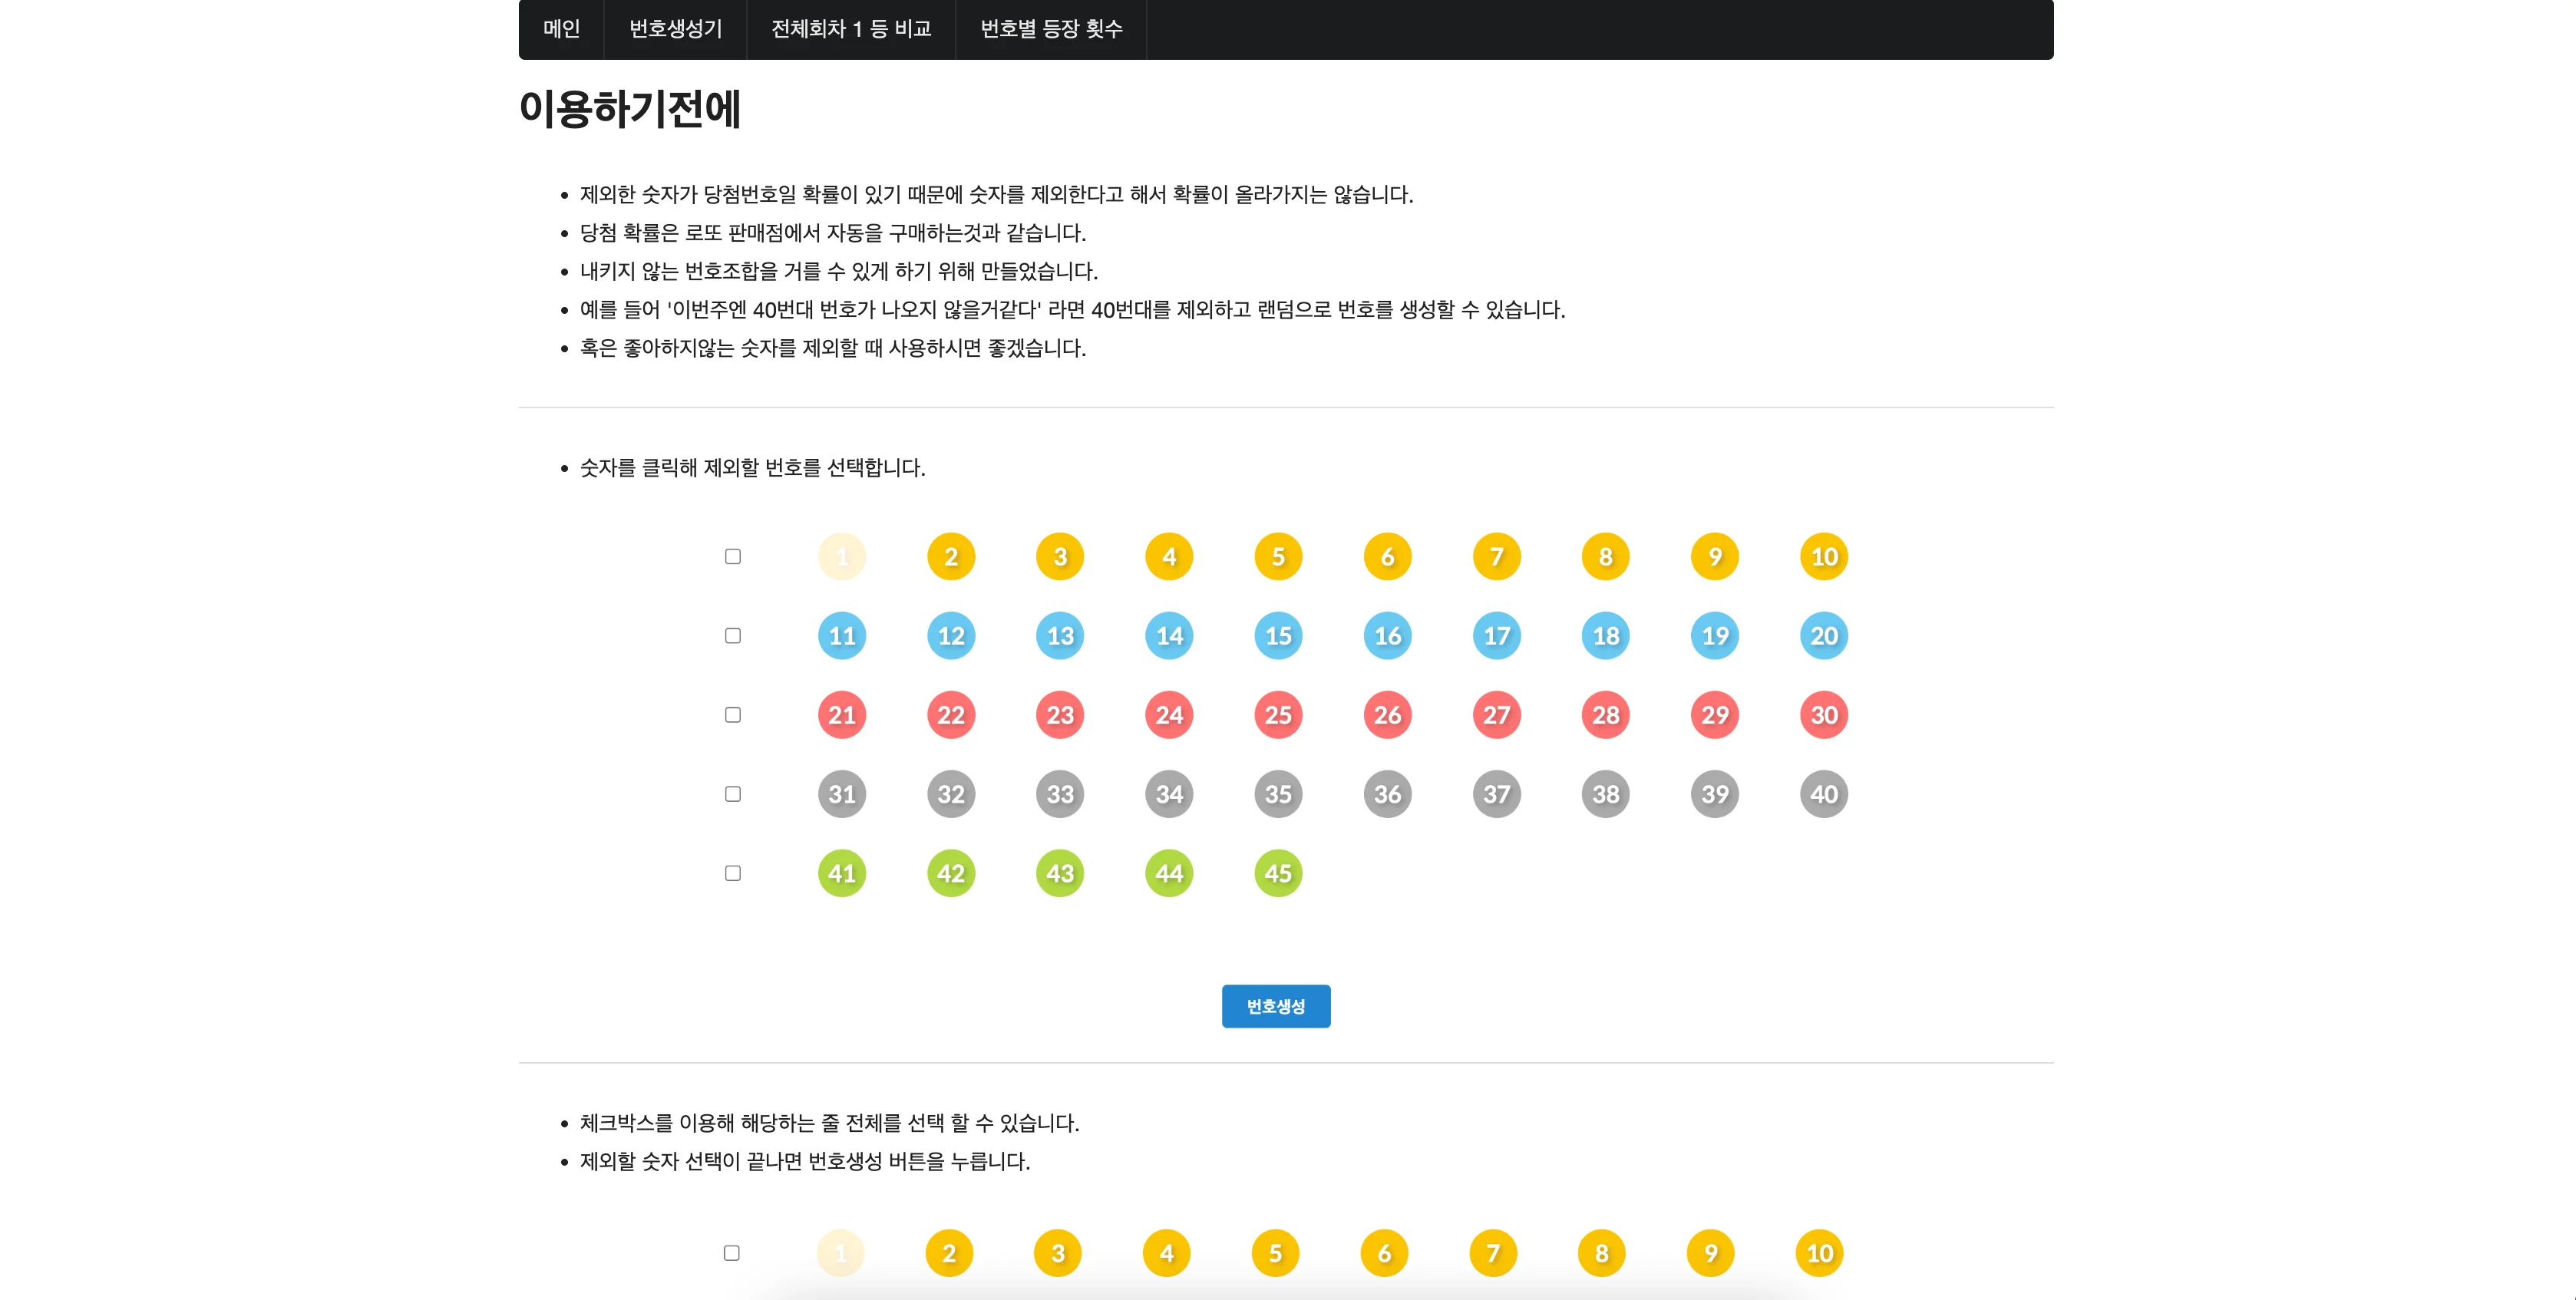 메인 번호생성기 전체회차 1 등 비교 번호별 등장 횟수
이용하기전에
제외한 숫자가 당첨번호일 확률이 있기 때문에 숫자를 제외한다고 해서 확률이 올라가지는 않습니다.
당첨 확률은 로또 판매점에서 자동을 구매하는것과 같습니다.
내키지 않는 번호조합을 거를 수 있게 하기 위해 만들었습니다.
예를 들어 '이번주엔 40번대 번호가 나오지 않을거같다' 라면 40번대를 제외하고 랜덤으로 번호를 생성할 수 있습니다.
혹은 좋아하지않는 숫자를 제외할 때 사용하시면 좋겠습니다.
숫자를 클릭해 제외할 번호를 선택합니다.
1 2 3 4 5 6 7 8 9 10
11 12 13 14 15 16 17 18 19 20
21 22 23 24 25 26 27 28 29 30
31 32 33 34 35 36 37 38 39 40
41 42 43 44 45
번호생성
체크박스를 이용해 해당하는 줄 전체를 선택 할 수 있습니다.
제외할 숫자 선택이 끝나면 번호생성 버튼을 누릅니다.
1 2 3 4 5 6 7 8 9 10